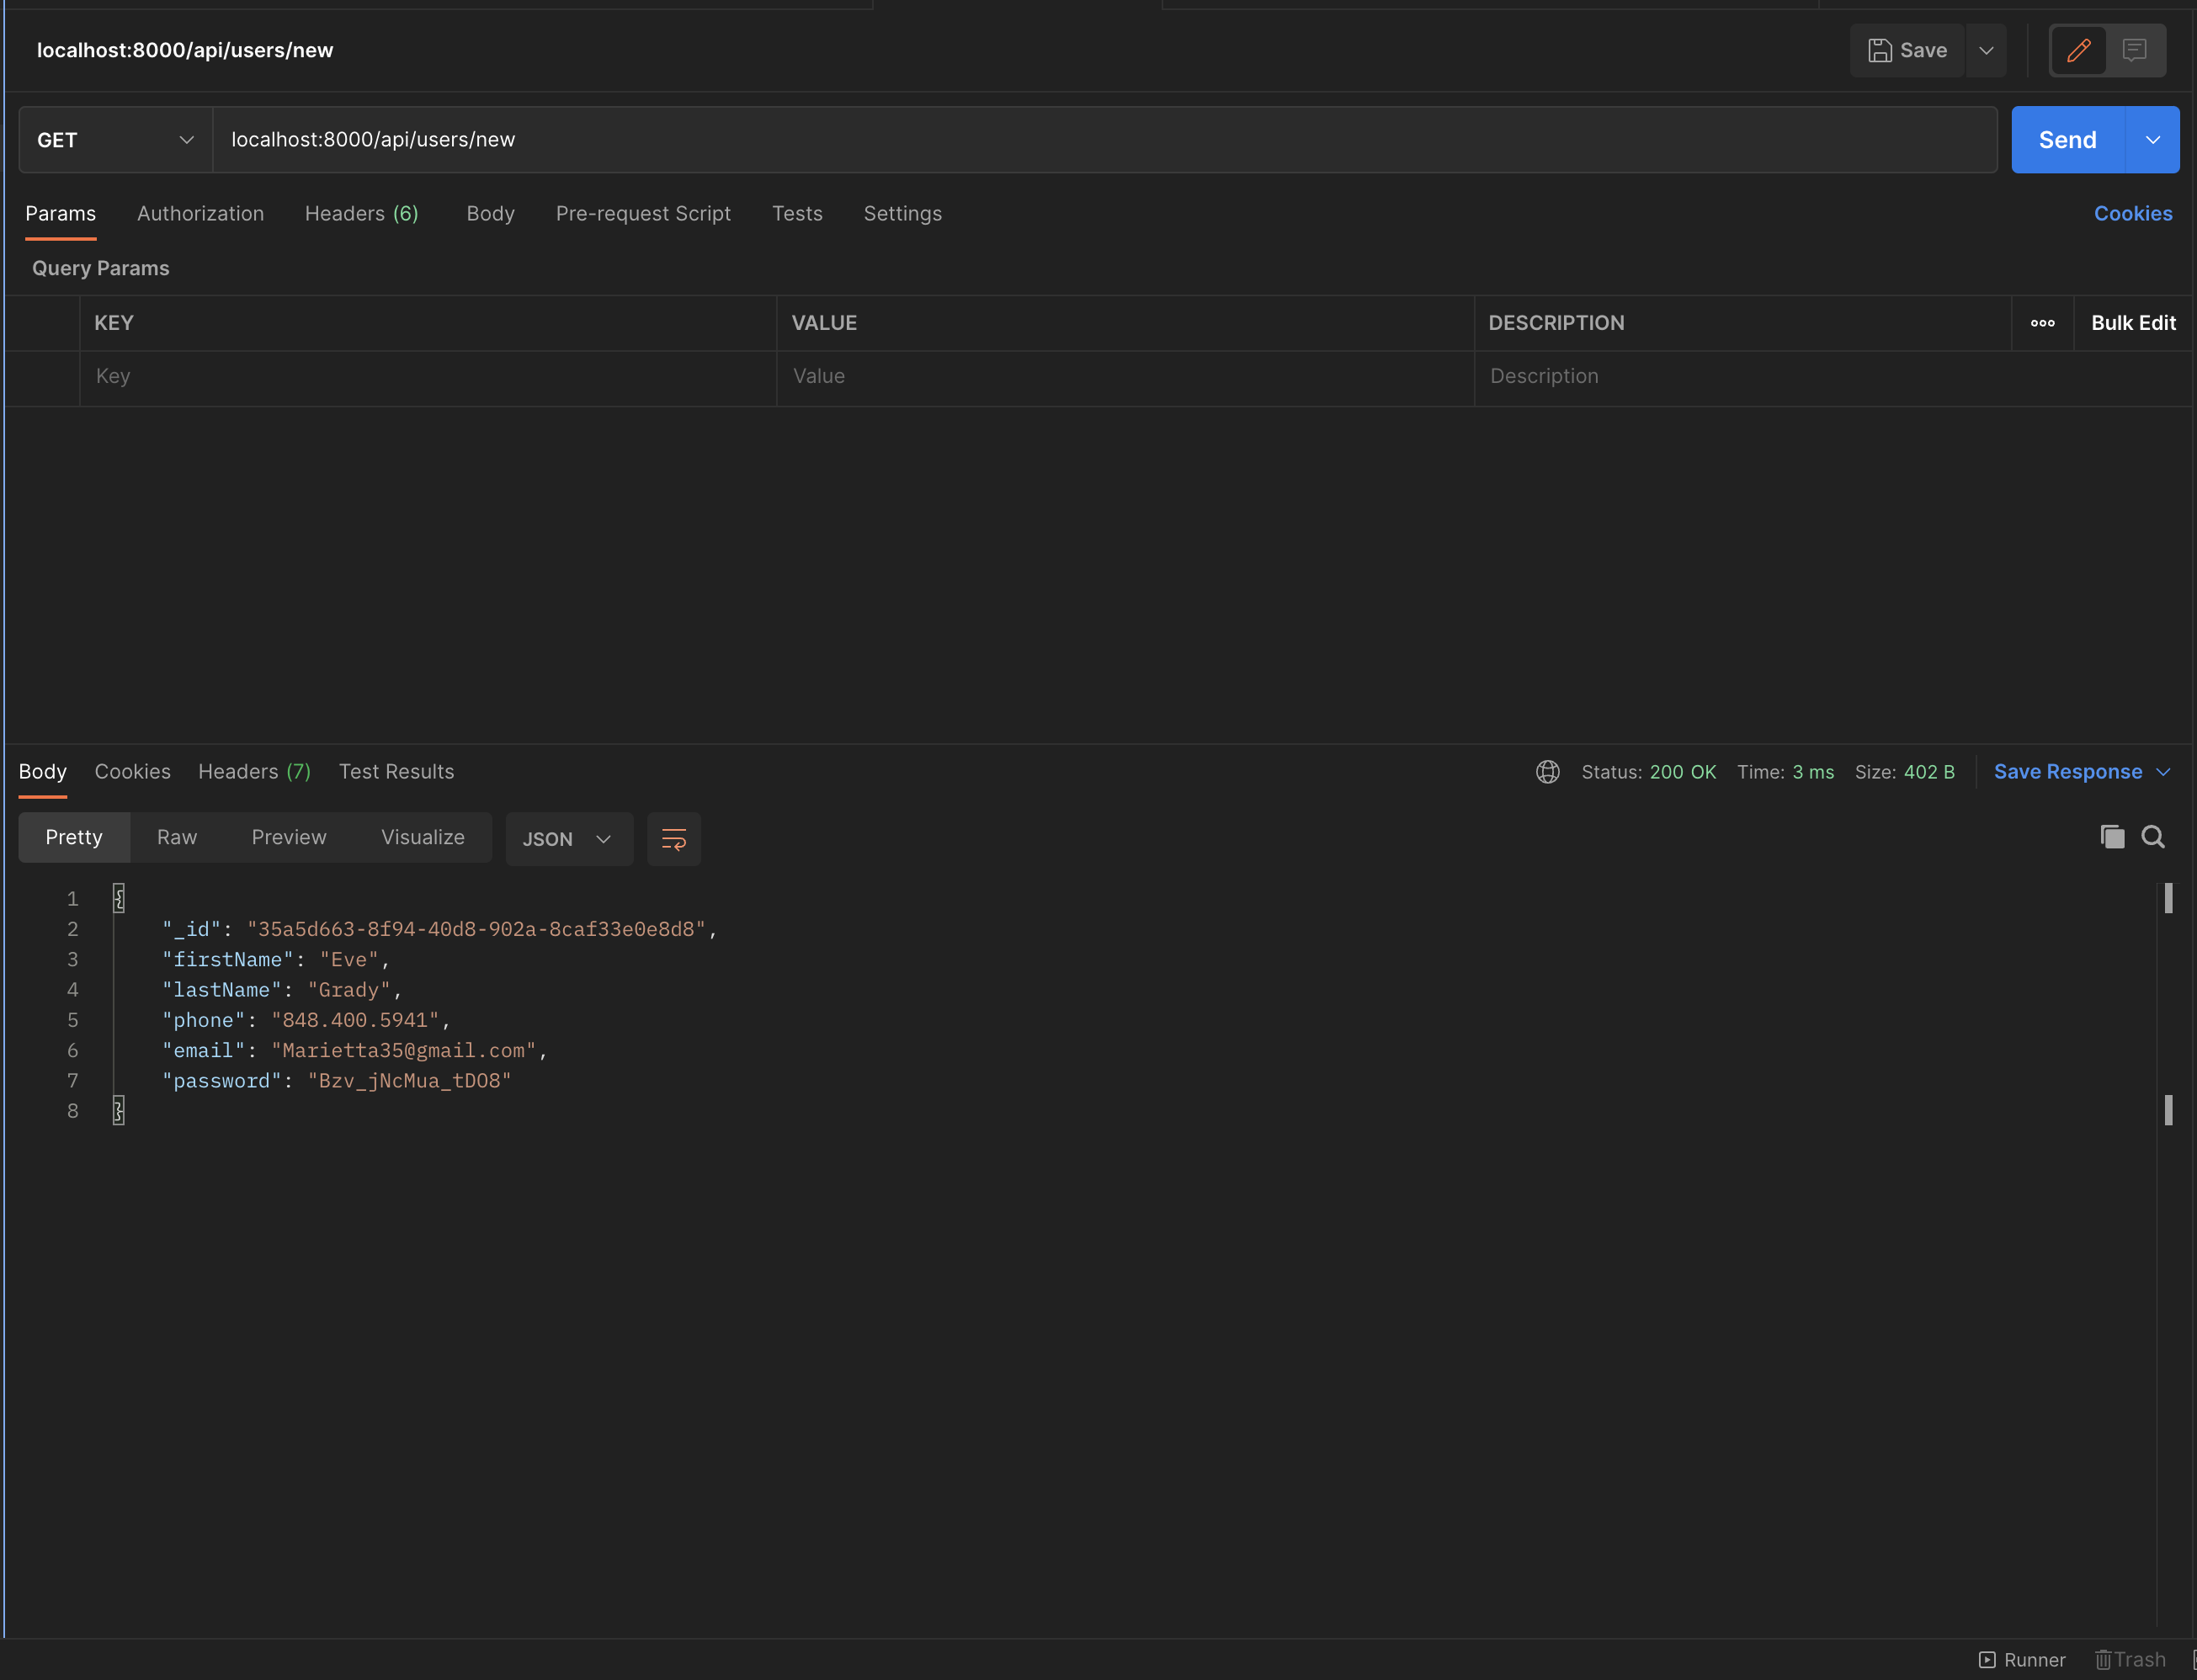 localhost:8000/api/users/new
Save
GET
localhost:8000/api/users/new
Send
Params Authorization Headers (6) Body Pre-request Script Tests Settings Cookies
Query Params
KEY VALUE DESCRIPTION ooo Bulk Edit
Key Value Description
Body Cookies Headers (7) Test Results Status: 200 OK Time: 3 ms Size: 402 B Save Response
Pretty Raw Preview Visualize JSON
1 {
2 "_id": "35a5d663-8f94-40d8-902a-8caf33e0e8d8",
3 "firstName": "Eve",
4 "lastName": "Grady",
5 "phone": "848.400.5941",
6 "email": "Marietta35@gmail.com",
7 "password": "Bzv_jNcMua_tDO8"
8 }
Runner Trash